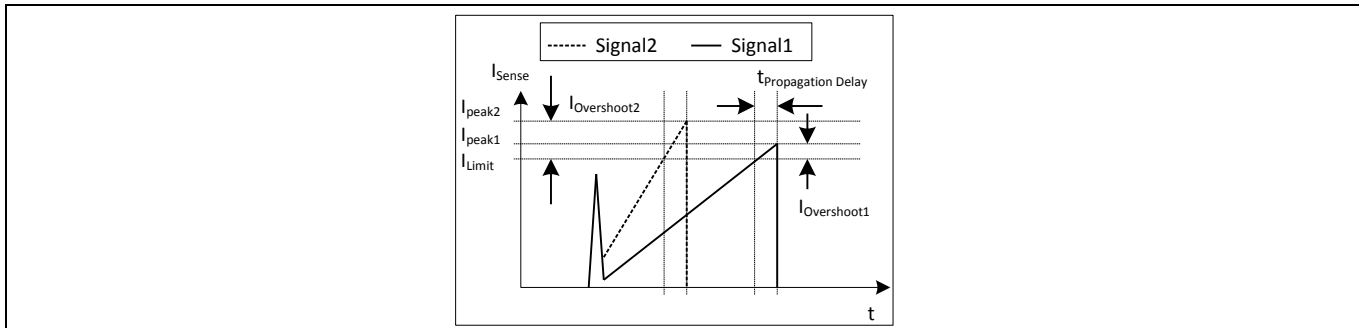 Signal2 Signal1
I_Sense
t_Propagation Delay
I_peak2 I_Overshoot2
I_peak1
I_Limit
I_Overshoot1
t